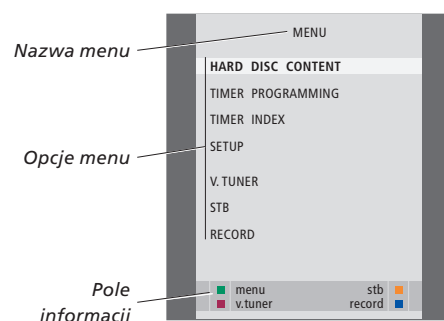 MENU
Nazwa menu
HARD DISC CONTENT
TIMER PROGRAMMING
TIMER INDEX
Opcje menu
SETUP
V. TUNER
STB
RECORD
Pole
informacji
menu stb
v.tuner record